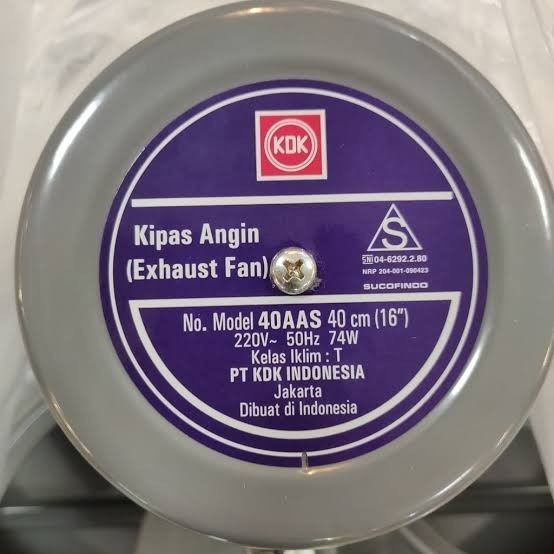 KDK
Kipas Angin
(Exhaust Fan)
S
SNI 04-6292.2.80
NRP 204-001-090423
SUCOFINDO
No. Model 40AAS 40 cm (16")
220V~ 50Hz 74W
Kelas Iklim : T
PT KDK INDONESIA
Jakarta
Dibuat di Indonesia